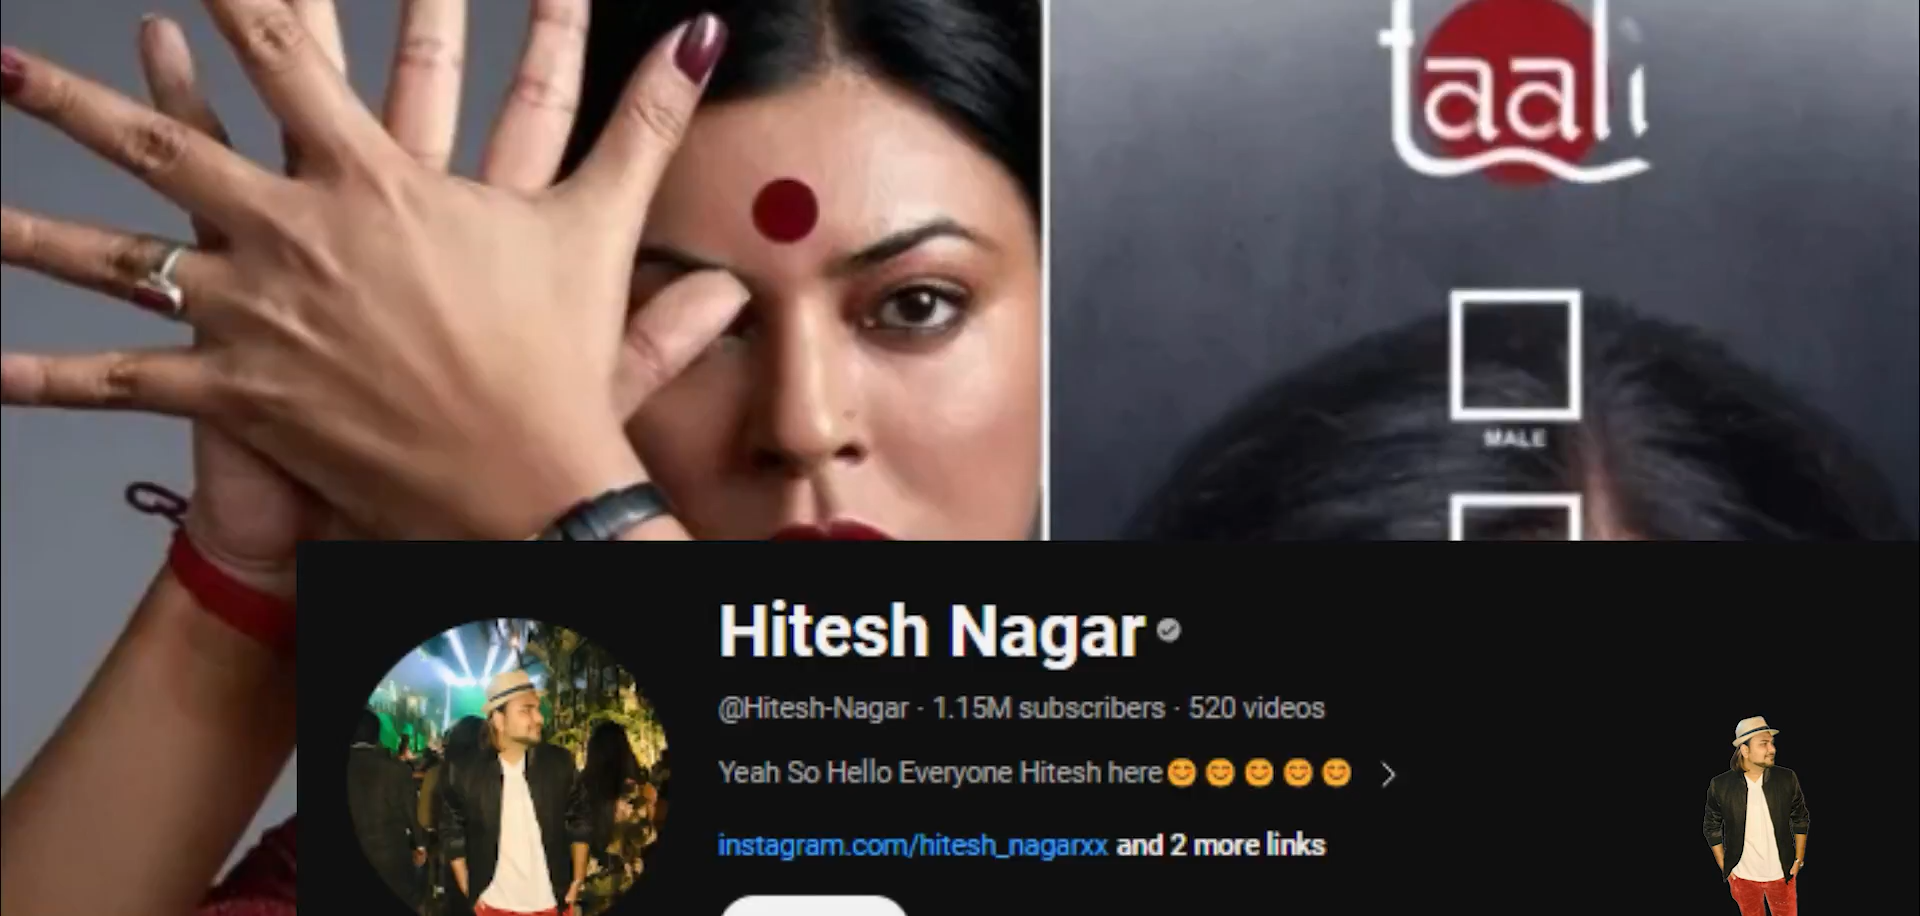 taali
MALE
Hitesh Nagar
@Hitesh-Nagar · 1.15M subscribers · 520 videos
Yeah So Hello Everyone Hitesh here😊😊😊😊😊
instagram.com/hitesh_nagarxx and 2 more links